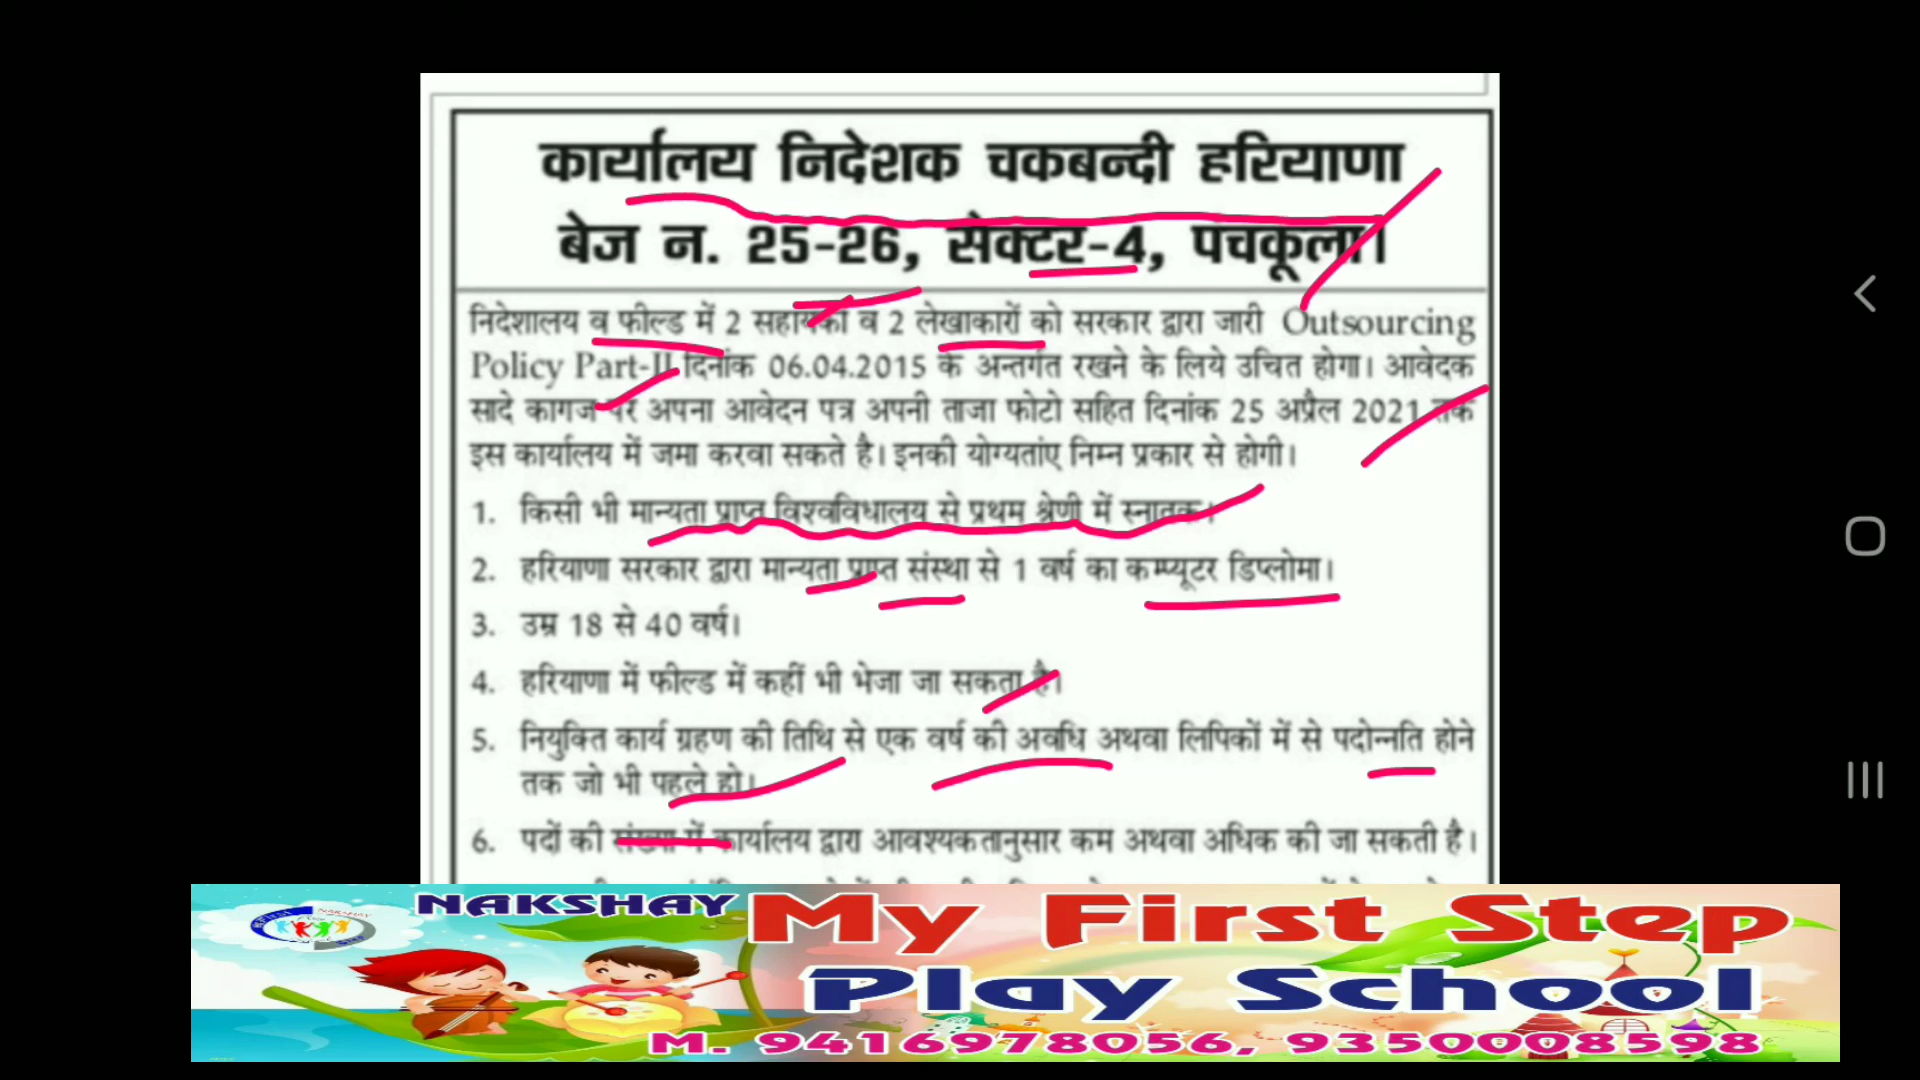 कार्यालय निदेशक चकबन्दी हरियाणा
बेज न. 25-26, सेक्टर-4, पंचकूला।
निदेशालय व फील्ड में 2 सहायकों व 2 लेखाकारों को सरकार द्वारा जारी Outsourcing
Policy Part-II दिनांक 06.04.2015 के अन्तर्गत रखने के लिये उचित होगा। आवेदक
सादे कागज पर अपना आवेदन पत्र अपनी ताजा फोटो सहित दिनांक 25 अप्रैल 2021 तक
इस कार्यालय में जमा करवा सकते है। इनकी योग्यतांए निम्न प्रकार से होगी।
1. किसी भी मान्यता प्राप्त विश्वविधालय से प्रथम श्रेणी में स्नातक।
2. हरियाणा सरकार द्वारा मान्यता प्राप्त संस्था से 1 वर्ष का कम्प्यूटर डिप्लोमा।
3. उम्र 18 से 40 वर्ष।
4. हरियाणा में फील्ड में कहीं भी भेजा जा सकता है।
5. नियुक्ति कार्य ग्रहण की तिथि से एक वर्ष की अवधि अथवा लिपिकों में से पदोन्नति होने
तक जो भी पहले हो।
6. पदों की संख्या में कार्यालय द्वारा आवश्यकतानुसार कम अथवा अधिक की जा सकती है।
NAKSHAY My First Step
Play School
M. 9416978056, 9350008598